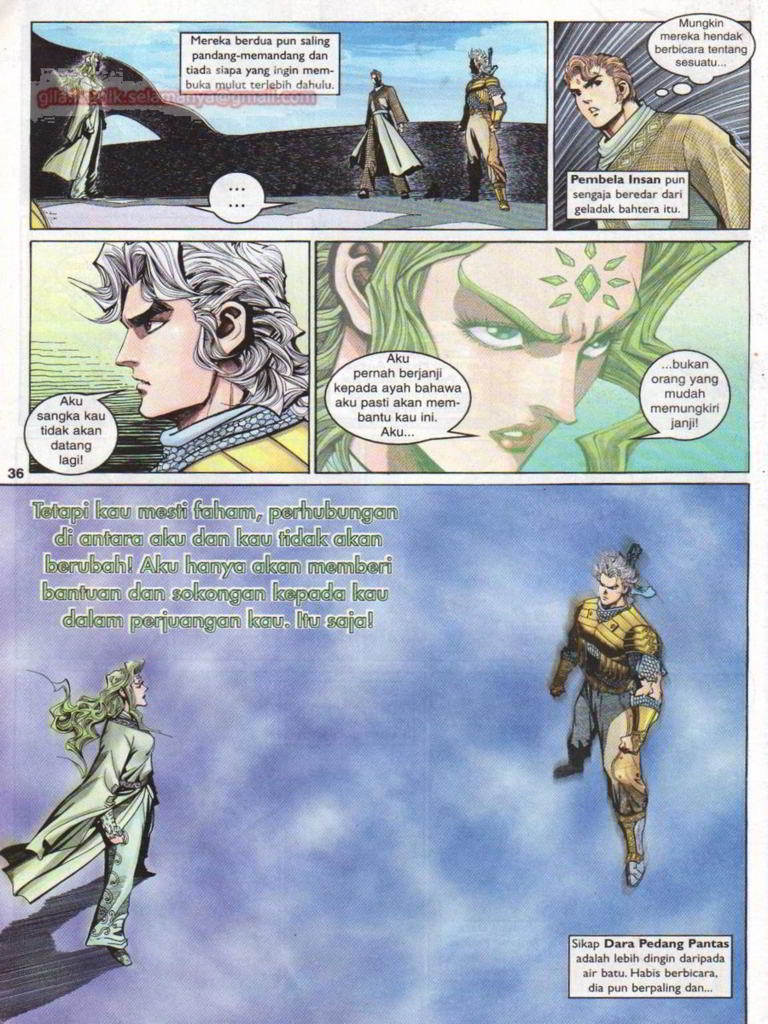 Mereka berdua pun saling
pandang-memandang dan
tiada siapa yang ingin mem-
buka mulut terlebih dahulu.
...
...
Mungkin
mereka hendak
berbicara tentang
sesuatu...
Pembela Insan pun
sengaja beredar dari
geladak bahtera itu.
Aku
sangka kau
tidak akan
datang
lagi!
Aku
pernah berjanji
kepada ayah bahawa
aku pasti akan mem-
bantu kau ini.
Aku...
...bukan
orang yang
mudah
memungkiri
janji!
36
Tetapi kau mesti faham, perhubungan
di antara aku dan kau tidak akan
berubah! Aku hanya akan memberi
bantuan dan sokongan kepada kau
dalam perjuangan kau. Itu saja!
Sikap Dara Pedang Pantas
adalah lebih dingin daripada
air batu. Habis berbicara,
dia pun berpaling dan...